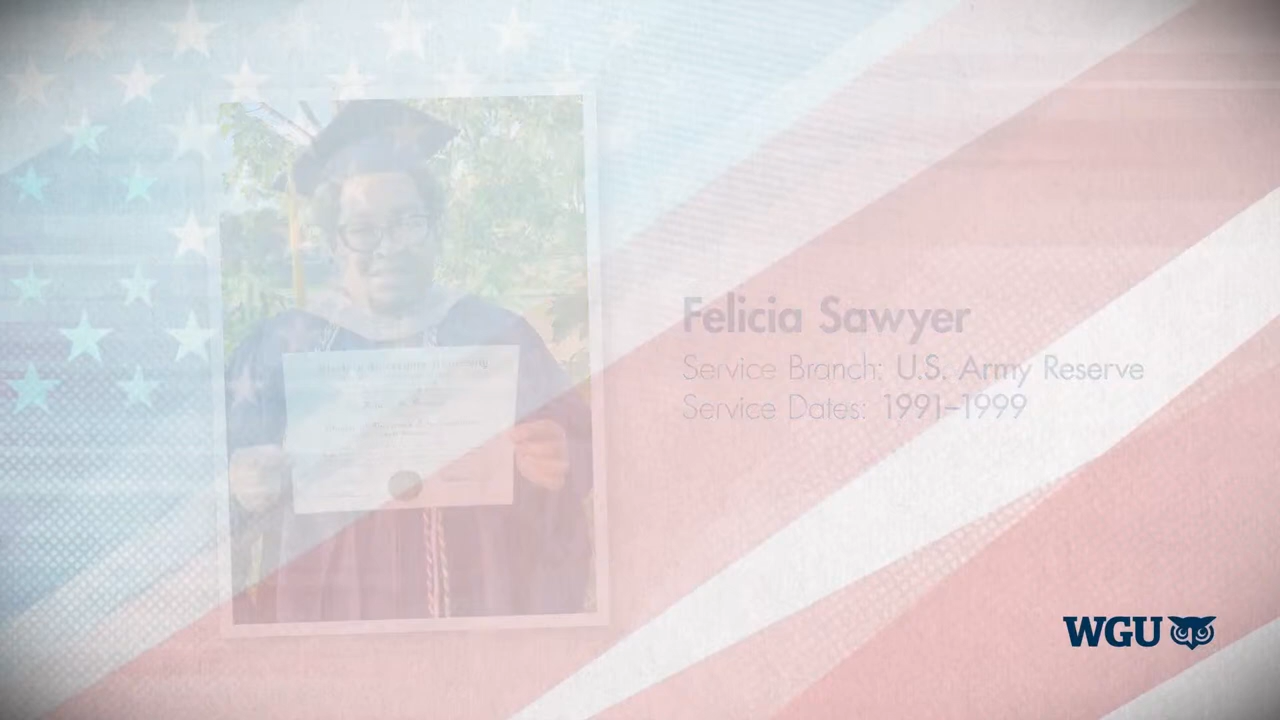 Felicia Sawyer
Service Branch: U.S. Army Reserve
Service Dates: 1991–1999
WGU